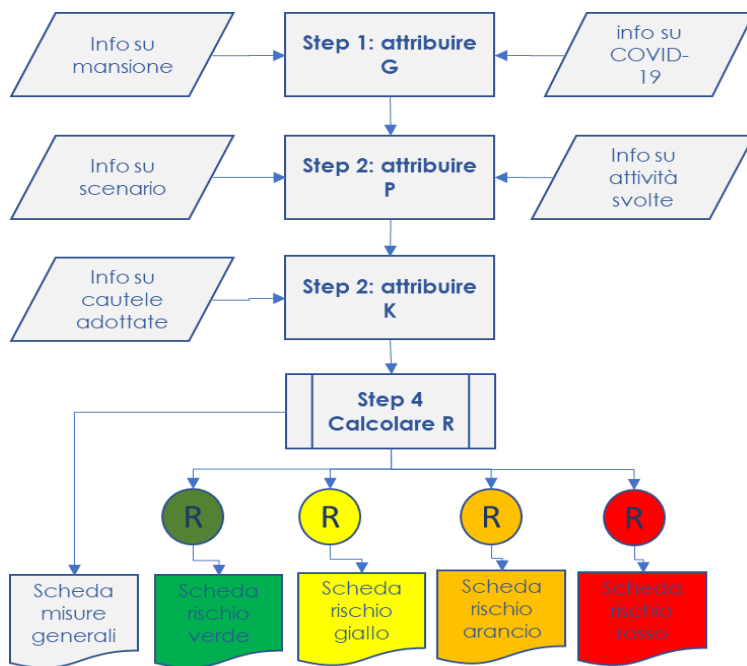 Info su
mansione
Step 1: attribuire
G
info su
COVID-
19
Info su
scenario
Step 2: attribuire
P
Info su
attività
svolte
Info su
cautele
adottate
Step 2: attribuire
K
Step 4
Calcolare R
R
R
R
R
Scheda
misure
generali
Scheda
rischio
verde
Scheda
rischio
giallo
Scheda
rischio
arancio
Scheda
rischio
rosso